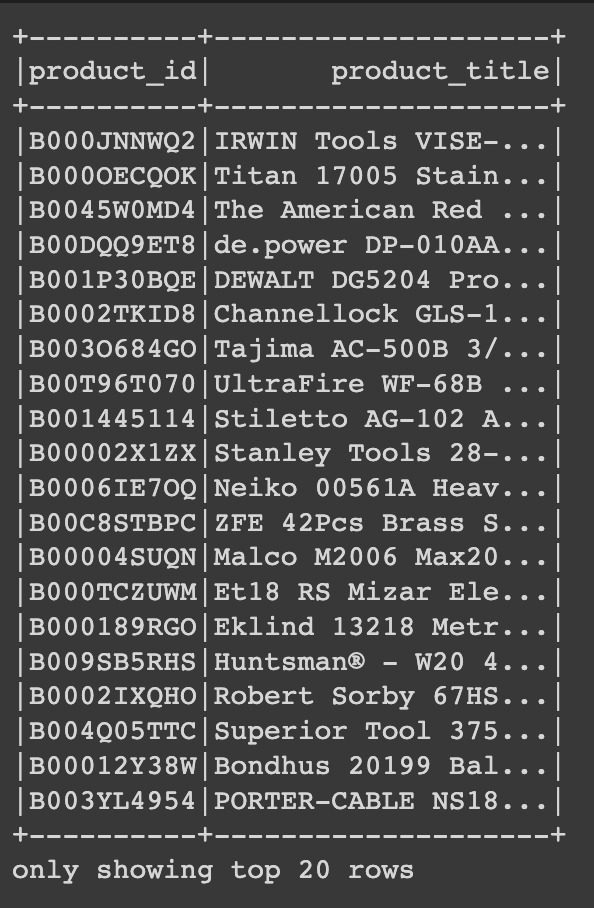 +----------+--------------------+
|product_id|       product_title|
+----------+--------------------+
|B000JNNWQ2|IRWIN Tools VISE-...|
|B000OECQOK|Titan 17005 Stain...|
|B0045W0MD4|The American Red ...|
|B00DQQ9ET8|de.power DP-010AA...|
|B001P30BQE|DEWALT DG5204 Pro...|
|B0002TKID8|Channellock GLS-1...|
|B003O684GO|Tajima AC-500B 3/...|
|B00T96T070|UltraFire WF-68B ...|
|B001445114|Stiletto AG-102 A...|
|B00002X1ZX|Stanley Tools 28-...|
|B0006IE7OQ|Neiko 00561A Heav...|
|B00C8STBPC|ZFE 42Pcs Brass S...|
|B00004SUQN|Malco M2006 Max20...|
|B000TCZUWM|Et18 RS Mizar Ele...|
|B000189RGO|Eklind 13218 Metr...|
|B009SB5RHS|Huntsman® - W20 4...|
|B0002IXQHO|Robert Sorby 67HS...|
|B004Q05TTC|Superior Tool 375...|
|B00012Y38W|Bondhus 20199 Bal...|
|B003YL4954|PORTER-CABLE NS18...|
+----------+--------------------+
only showing top 20 rows